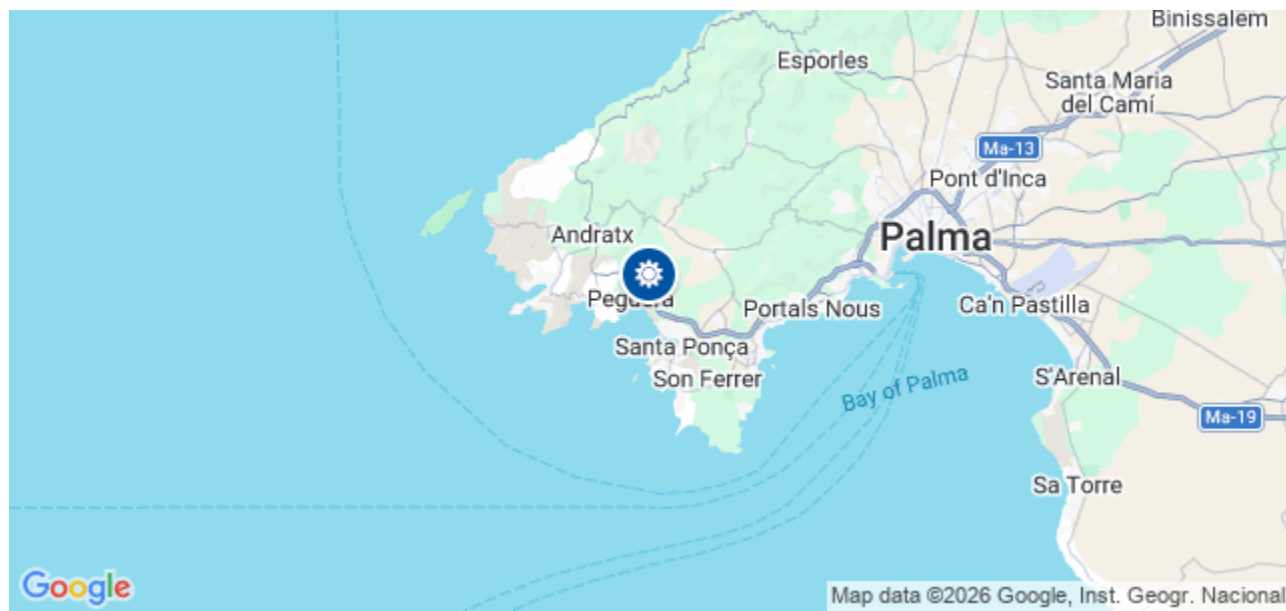 Binissalem
Esporles
Santa Maria
del Camí
Ma-13
Pont d'Inca
Andratx
Palma
Peguera
Portals Nous
Ca'n Pastilla
Santa Ponça
Son Ferrer
Bay of Palma
S'Arenal
Ma-19
Sa Torre
Google
Map data ©2026 Google, Inst. Geogr. Nacional